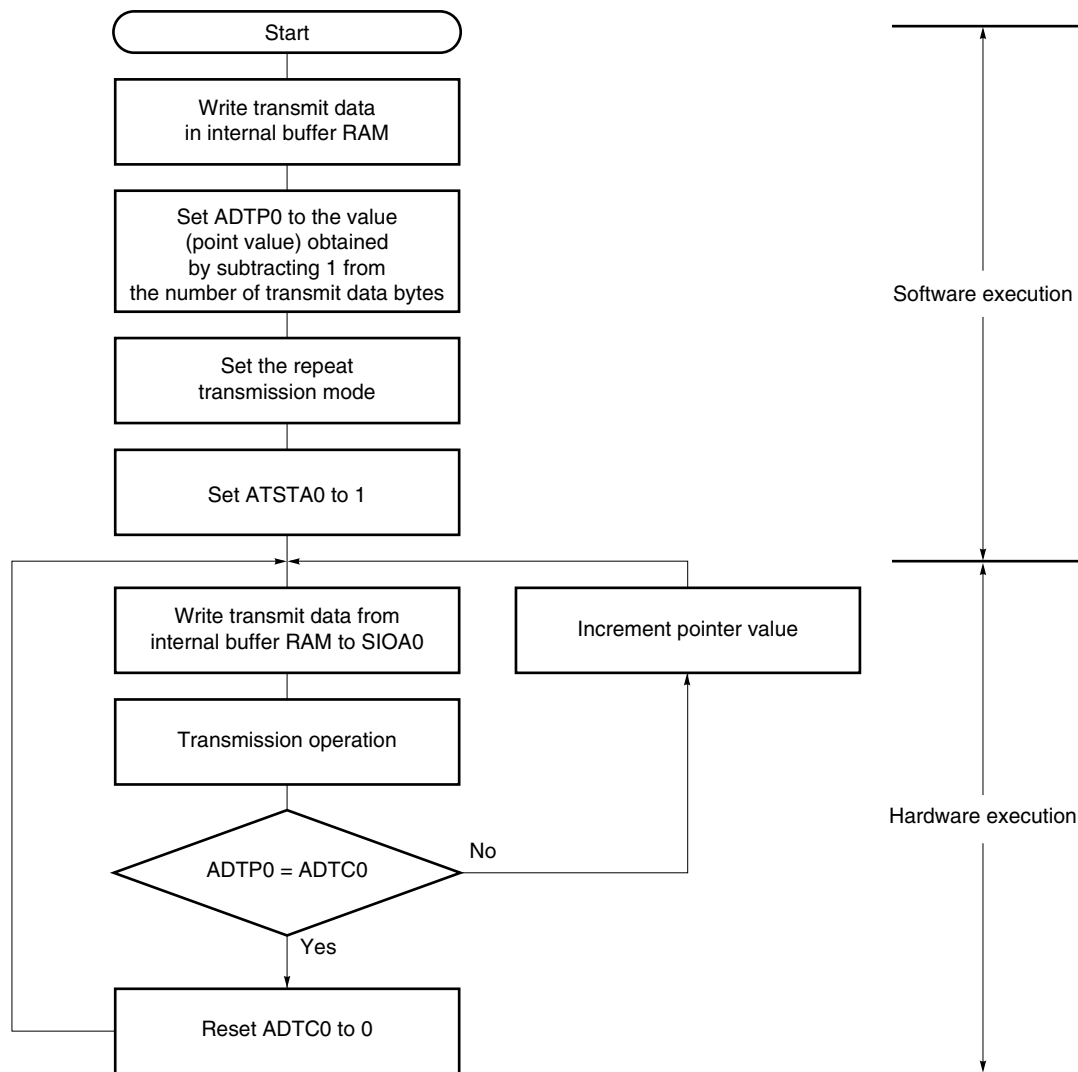 Start
Write transmit data
in internal buffer RAM
Set ADTP0 to the value
(point value) obtained
by subtracting 1 from
the number of transmit data bytes
Software execution
Set the repeat
transmission mode
Set ATSTA0 to 1
Write transmit data from
internal buffer RAM to SIOA0
Increment pointer value
Transmission operation
Hardware execution
ADTP0 = ADTC0
No
Yes
Reset ADTC0 to 0